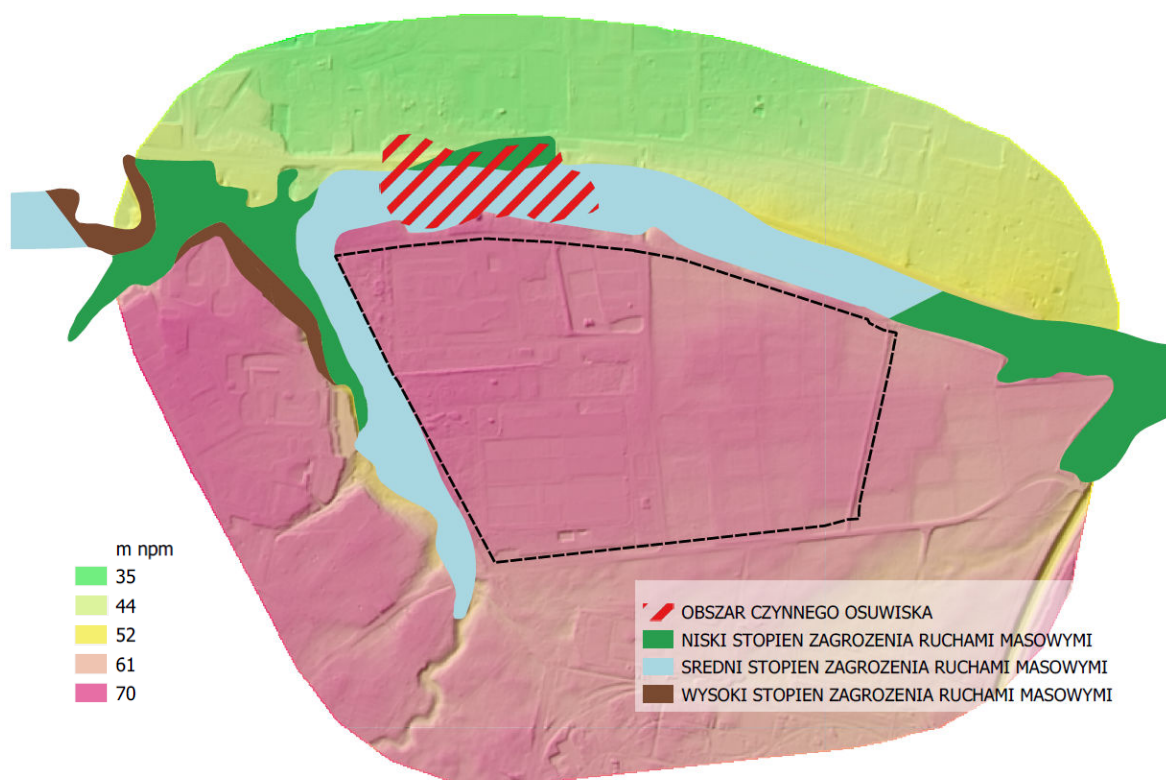 m npm
35
44
52
61
70
OBSZAR CZYNNEGO OSUWISKA
NISKI STOPIEN ZAGROZENIA RUCHAMI MASOWYMI
SREDNI STOPIEN ZAGROZENIA RUCHAMI MASOWYMI
WYSOKI STOPIEN ZAGROZENIA RUCHAMI MASOWYMI